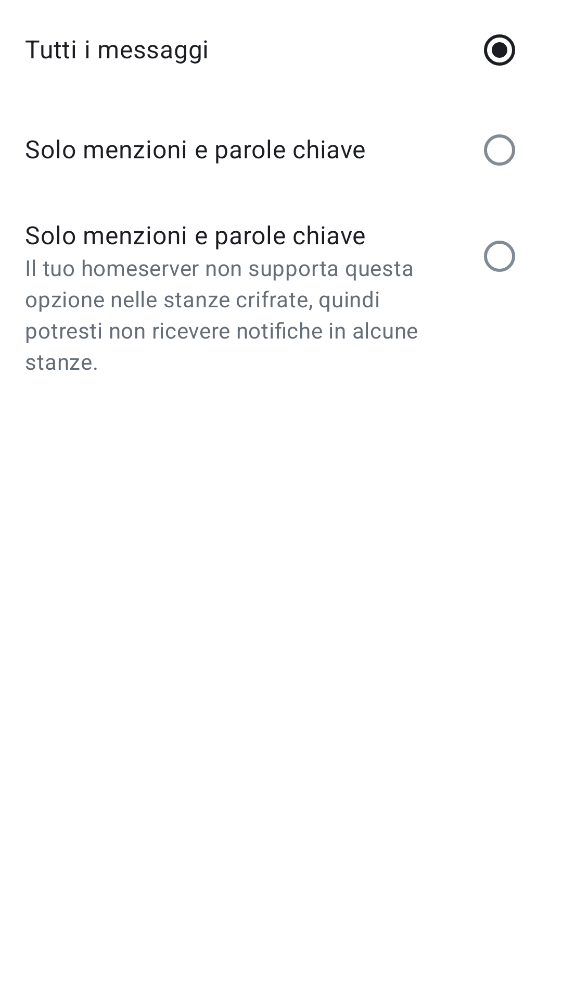 Tutti i messaggi
Solo menzioni e parole chiave
Solo menzioni e parole chiave
Il tuo homeserver non supporta questa
opzione nelle stanze crifrate, quindi
potresti non ricevere notifiche in alcune
stanze.